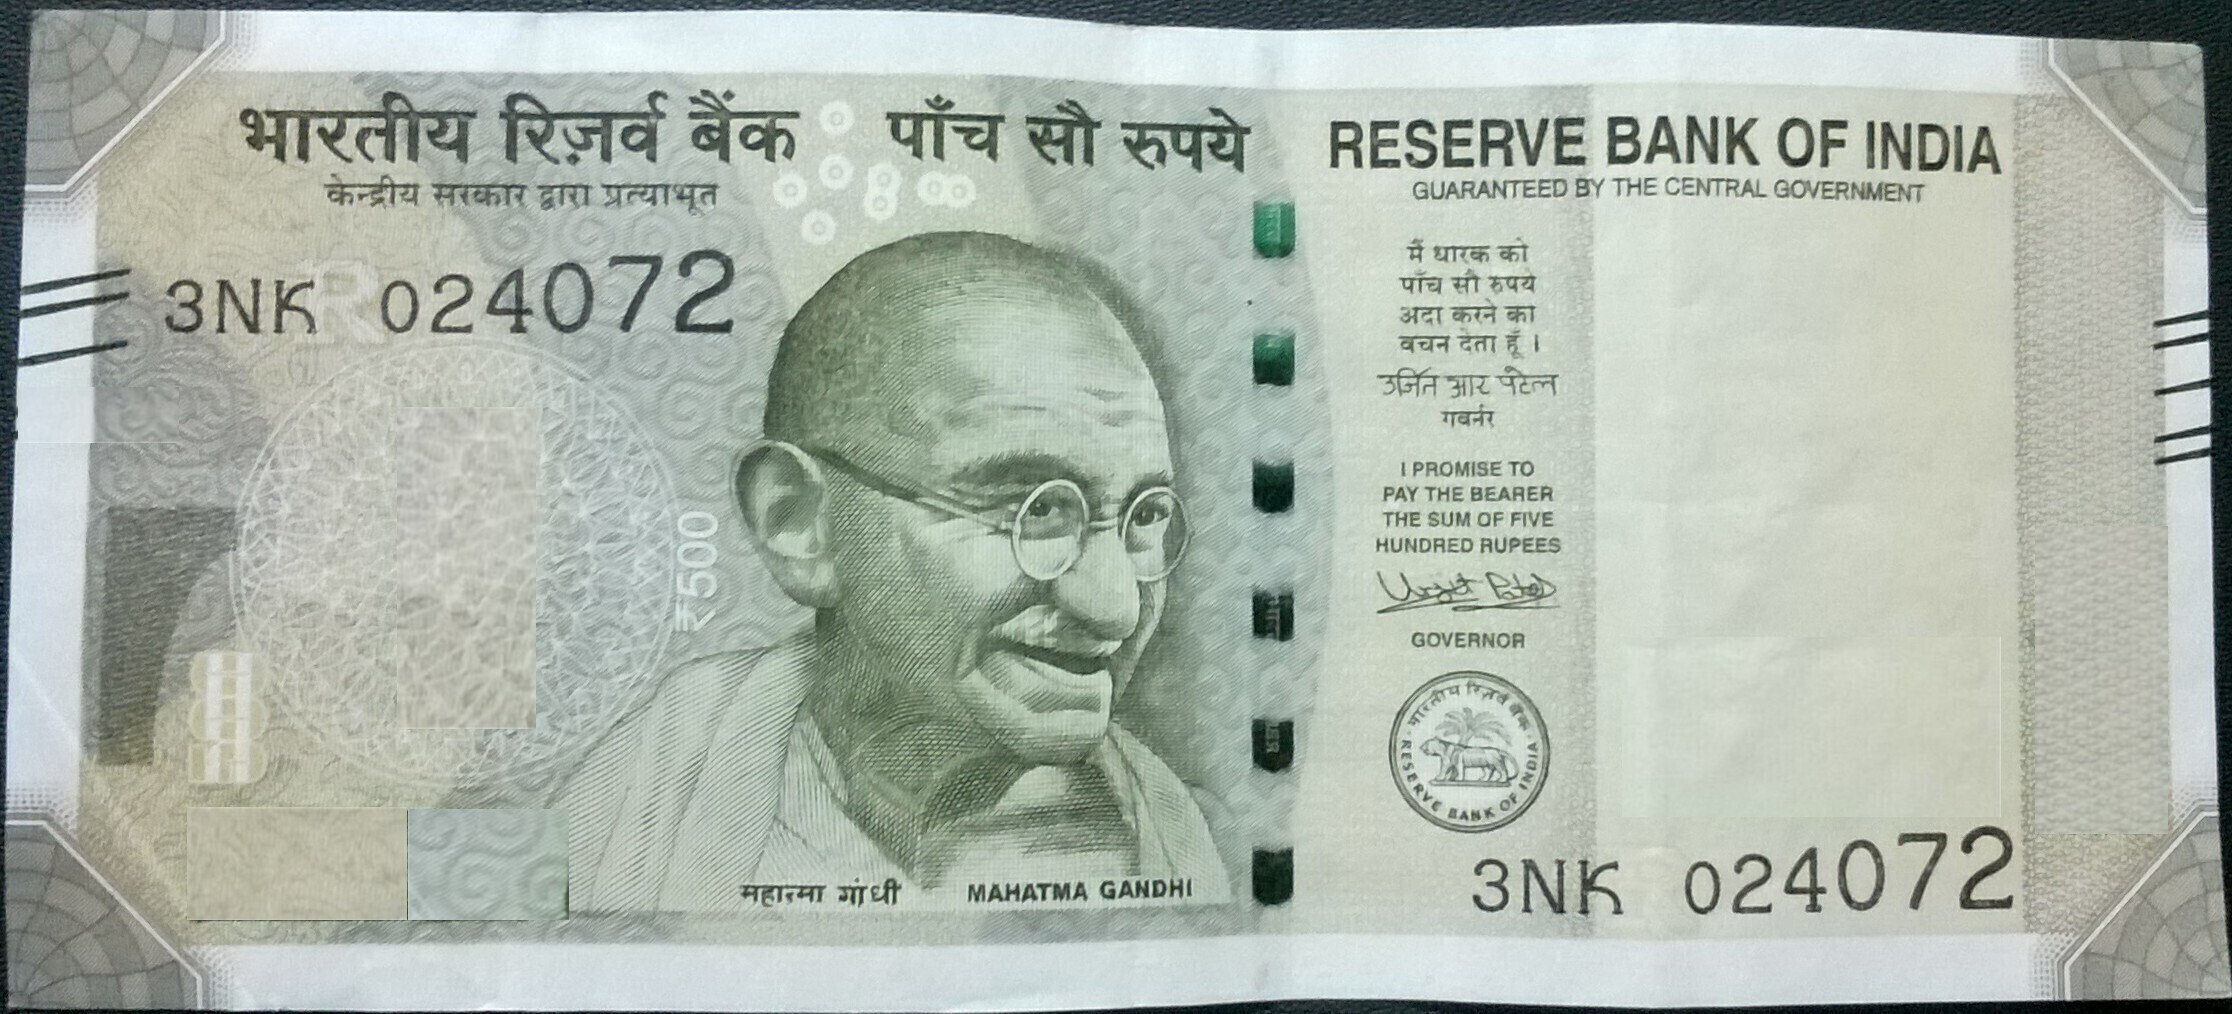 भारतीय रिज़र्व बैंक पाँच सौ रुपये RESERVE BANK OF INDIA
केन्द्रीय सरकार द्वारा प्रत्याभूत GUARANTEED BY THE CENTRAL GOVERNMENT
3NK 024072
₹500
मैं धारक को
पाँच सौ रुपये
अदा करने का
वचन देता हूँ।
उर्जित आर पटेल
गवर्नर
I PROMISE TO
PAY THE BEARER
THE SUM OF FIVE
HUNDRED RUPEES
Urjit Patel
GOVERNOR
भारतीय रिज़र्व बैंक
RESERVE BANK OF INDIA
महात्मा गांधी MAHATMA GANDHI
3NK 024072